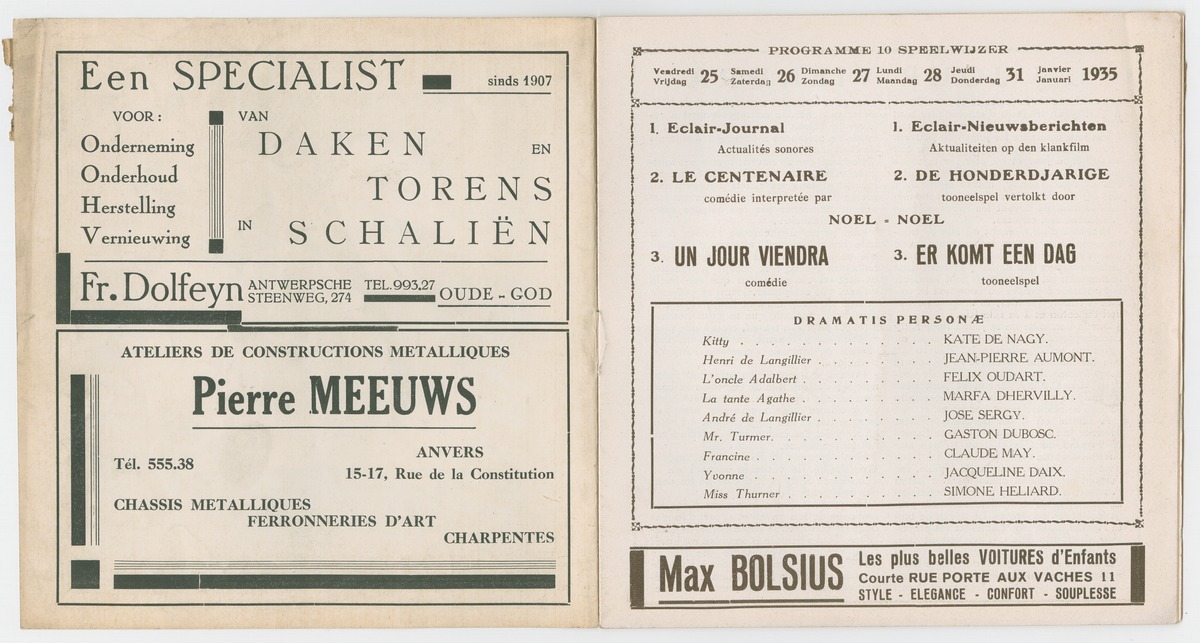 Een SPECIALIST
sinds 1907
VOOR :
Onderneming
Onderhoud
Herstelling
Vernieuwing
VAN
DAKEN
EN
TORENS
IN SCHALIËN
Fr. Dolfeyn
ANTWERPSCHE
STEENWEG, 274
TEL. 993,27
OUDE - GOD
ATELIERS DE CONSTRUCTIONS METALLIQUES
Pierre MEEUWS
Tél. 555.38
ANVERS
15-17, Rue de la Constitution
CHASSIS METALLIQUES
FERRONNERIES D'ART
CHARPENTES
PROGRAMME 10 SPEELWIJZER
Vendredi 25 Samedi 26 Dimanche 27 Lundi 28 Jeudi 31 janvier 1935
Vrijdag Zaterdag Zondag Maandag Donderdag Januari
1. Eclair-Journal
Actualités sonores
1. Eclair-Nieuwsberichten
Aktualiteiten op den klankfilm
2. LE CENTENAIRE
comédie interpretée par
2. DE HONDERDJARIGE
tooneelspel vertolkt door
NOEL - NOEL
3. UN JOUR VIENDRA
comédie
3. ER KOMT EEN DAG
tooneelspel
DRAMATIS PERSONÆ
Kitty . . . . . . . . . . . . . KATE DE NAGY.
Henri de Langillier . . . . . . . . JEAN-PIERRE AUMONT.
L'oncle Adalbert . . . . . . . . . FELIX OUDART.
La tante Agathe . . . . . . . . . MARFA DHERVILLY.
André de Langillier . . . . . . . . JOSE SERGY.
Mr. Turmer. . . . . . . . . . . GASTON DUBOSC.
Francine . . . . . . . . . . . . CLAUDE MAY.
Yvonne . . . . . . . . . . . . JACQUELINE DAIX.
Miss Thurner . . . . . . . . . . SIMONE HELIARD.
Max BOLSIUS
Les plus belles VOITURES d'Enfants
Courte RUE PORTE AUX VACHES 11
STYLE - ELEGANCE - CONFORT - SOUPLESSE